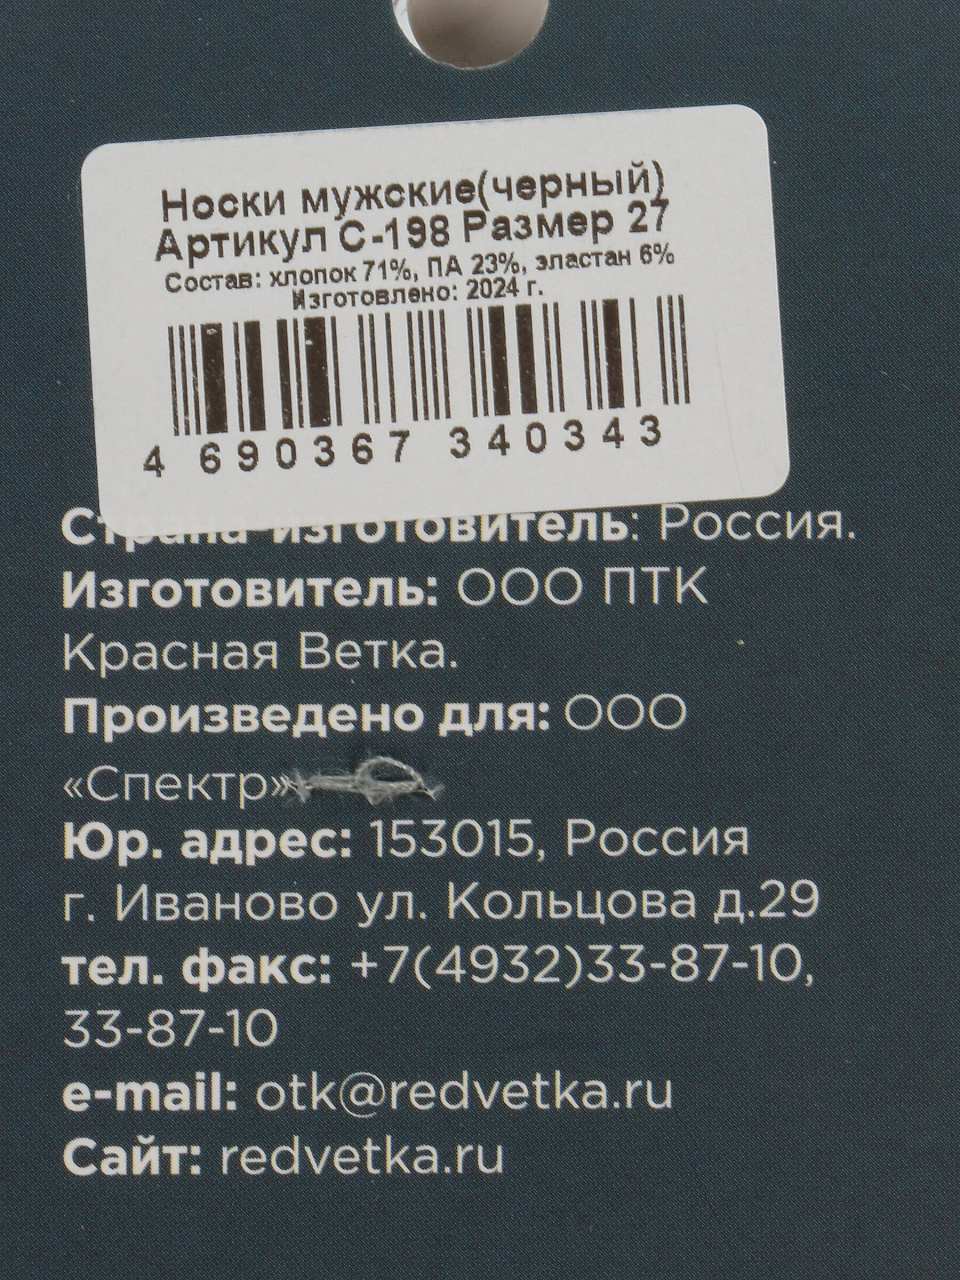 Носки мужские(черный)
Артикул С-198 Размер 27
Состав: хлопок 71%, ПА 23%, эластан 6%
Изготовлено: 2024 г.
4 690367 340343
Страна-изготовитель: Россия.
Изготовитель: ООО ПТК
Красная Ветка.
Произведено для: ООО
«Спектр»
Юр. адрес: 153015, Россия
г. Иваново ул. Кольцова д.29
тел. факс: +7(4932)33-87-10,
33-87-10
e-mail: otk@redvetka.ru
Сайт: redvetka.ru